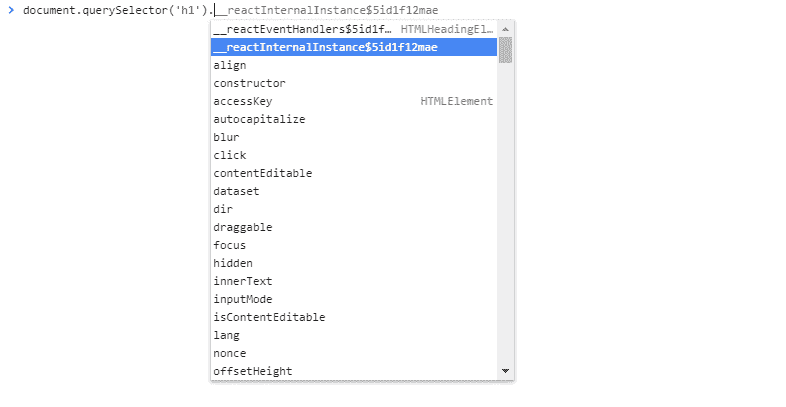 > document.querySelector('h1').__reactInternalInstance$5id1f12mae
__reactEventHandlers$5id1f… HTMLHeadingEl…
__reactInternalInstance$5id1f12mae
align
constructor
accessKey HTMLElement
autocapitalize
blur
click
contentEditable
dataset
dir
draggable
focus
hidden
innerText
inputMode
isContentEditable
lang
nonce
offsetHeight